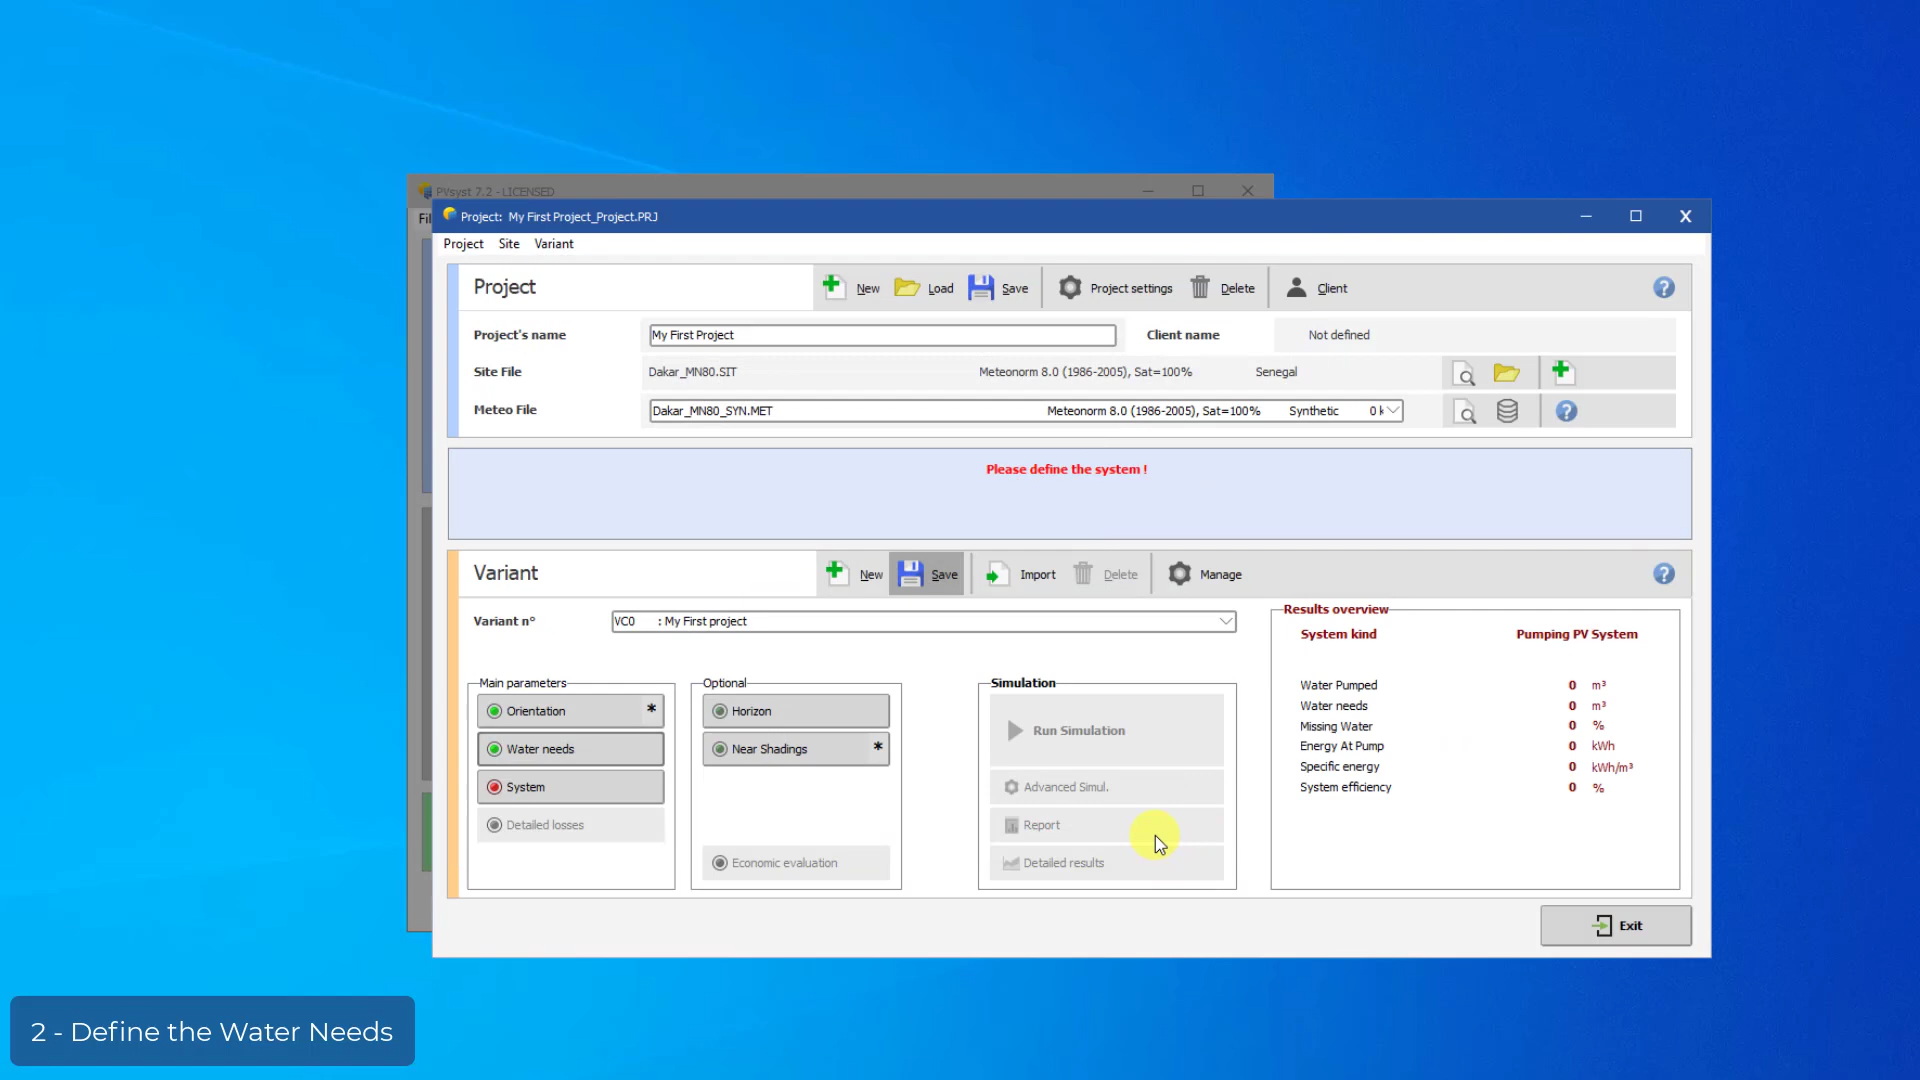 PVsyst 7.2 - LICENSED
Fil
Project: My First Project_Project.PRJ
Project Site Variant
Project
New Load Save Project settings Delete Client
Project's name My First Project Client name Not defined
Site File Dakar_MN80.SIT Meteonorm 8.0 (1986-2005), Sat=100% Senegal
Meteo File Dakar_MN80_SYN.MET Meteonorm 8.0 (1986-2005), Sat=100% Synthetic 0 k
Please define the system !
Variant
New Save Import Delete Manage
Variant n° VC0 : My First project
Main parameters
Orientation *
Water needs
System
Detailed losses
Optional
Horizon
Near Shadings *
Economic evaluation
Simulation
Run Simulation
Advanced Simul.
Report
Detailed results
Results overview
System kind Pumping PV System
Water Pumped 0 m³
Water needs 0 m³
Missing Water 0 %
Energy At Pump 0 kWh
Specific energy 0 kWh/m³
System efficiency 0 %
Exit
2 - Define the Water Needs